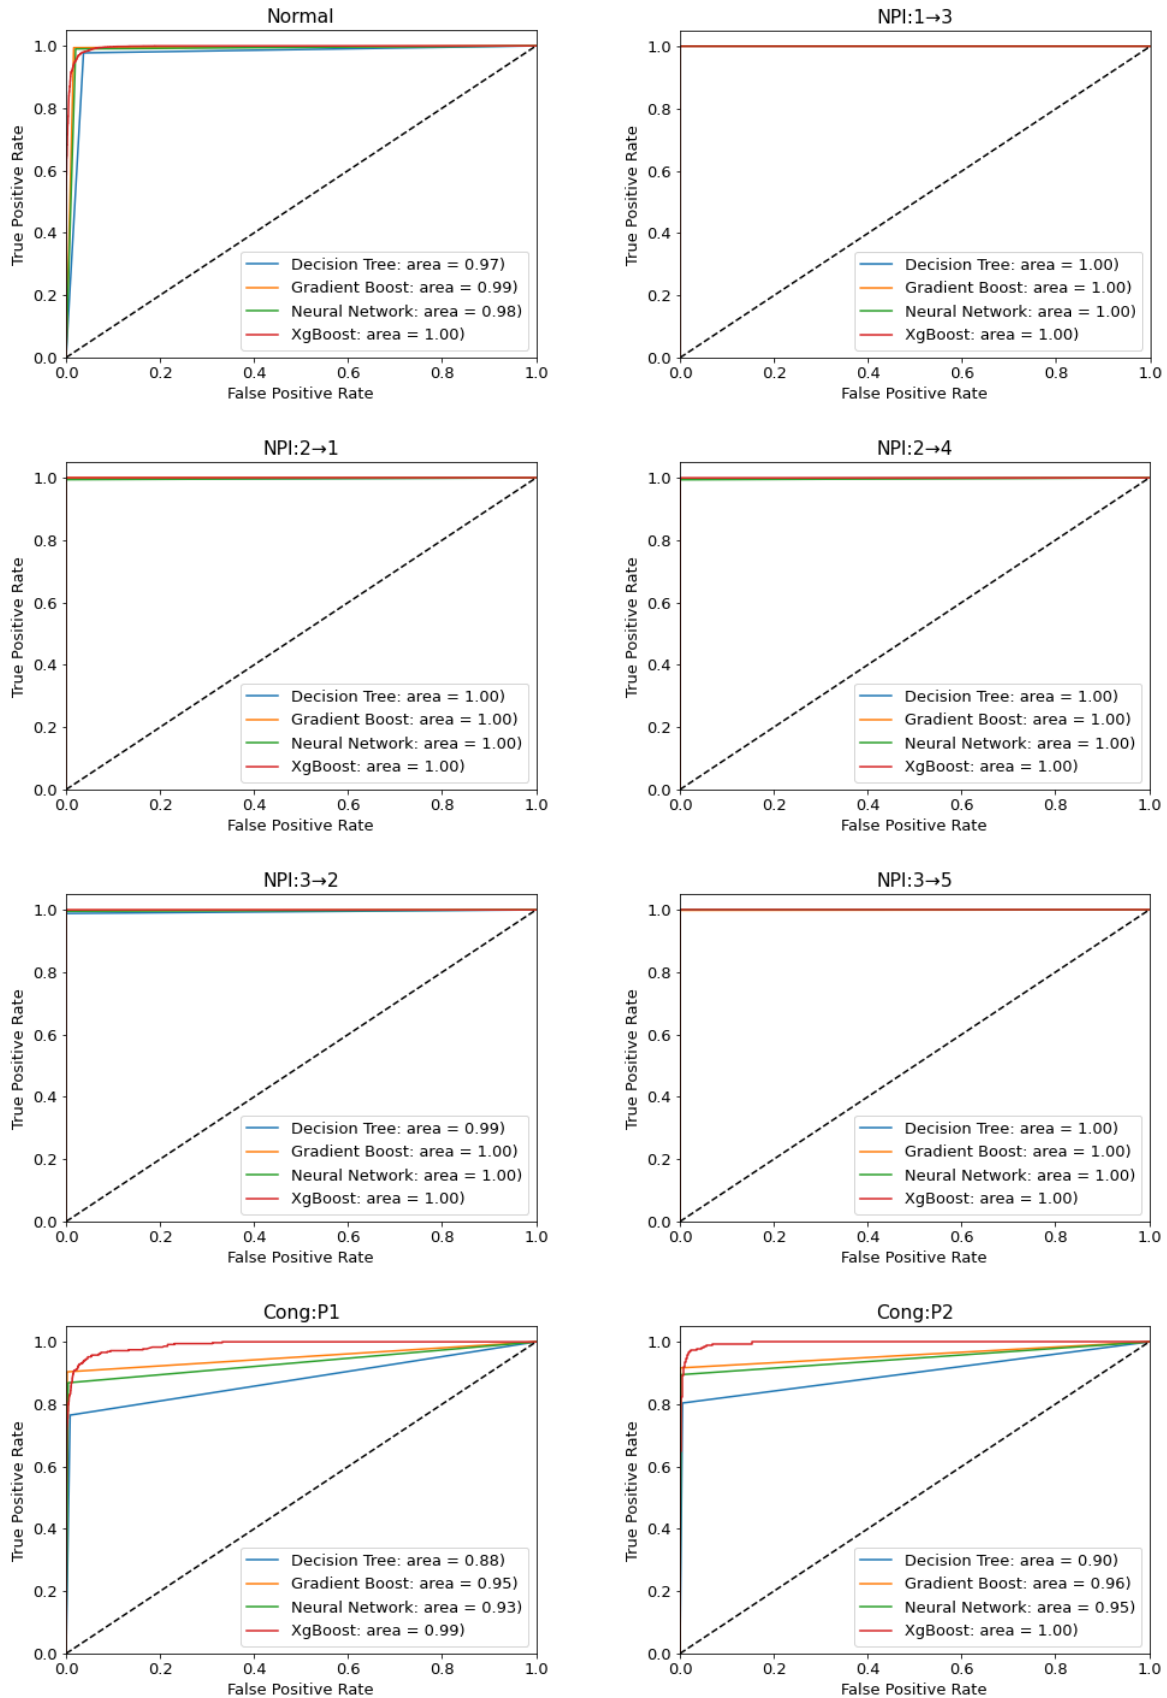 Normal
True Positive Rate
1.0
0.8
0.6
0.4
0.2
0.0
Decision Tree: area = 0.97)
Gradient Boost: area = 0.99)
Neural Network: area = 0.98)
XgBoost: area = 1.00)
0.0 0.2 0.4 0.6 0.8 1.0
False Positive Rate
NPI:1→3
True Positive Rate
1.0
0.8
0.6
0.4
0.2
0.0
Decision Tree: area = 1.00)
Gradient Boost: area = 1.00)
Neural Network: area = 1.00)
XgBoost: area = 1.00)
0.0 0.2 0.4 0.6 0.8 1.0
False Positive Rate
NPI:2→1
True Positive Rate
1.0
0.8
0.6
0.4
0.2
0.0
Decision Tree: area = 1.00)
Gradient Boost: area = 1.00)
Neural Network: area = 1.00)
XgBoost: area = 1.00)
0.0 0.2 0.4 0.6 0.8 1.0
False Positive Rate
NPI:2→4
True Positive Rate
1.0
0.8
0.6
0.4
0.2
0.0
Decision Tree: area = 1.00)
Gradient Boost: area = 1.00)
Neural Network: area = 1.00)
XgBoost: area = 1.00)
0.0 0.2 0.4 0.6 0.8 1.0
False Positive Rate
NPI:3→2
True Positive Rate
1.0
0.8
0.6
0.4
0.2
0.0
Decision Tree: area = 0.99)
Gradient Boost: area = 1.00)
Neural Network: area = 1.00)
XgBoost: area = 1.00)
0.0 0.2 0.4 0.6 0.8 1.0
False Positive Rate
NPI:3→5
True Positive Rate
1.0
0.8
0.6
0.4
0.2
0.0
Decision Tree: area = 1.00)
Gradient Boost: area = 1.00)
Neural Network: area = 1.00)
XgBoost: area = 1.00)
0.0 0.2 0.4 0.6 0.8 1.0
False Positive Rate
Cong:P1
True Positive Rate
1.0
0.8
0.6
0.4
0.2
0.0
Decision Tree: area = 0.88)
Gradient Boost: area = 0.95)
Neural Network: area = 0.93)
XgBoost: area = 0.99)
0.0 0.2 0.4 0.6 0.8 1.0
False Positive Rate
Cong:P2
True Positive Rate
1.0
0.8
0.6
0.4
0.2
0.0
Decision Tree: area = 0.90)
Gradient Boost: area = 0.96)
Neural Network: area = 0.95)
XgBoost: area = 1.00)
0.0 0.2 0.4 0.6 0.8 1.0
False Positive Rate